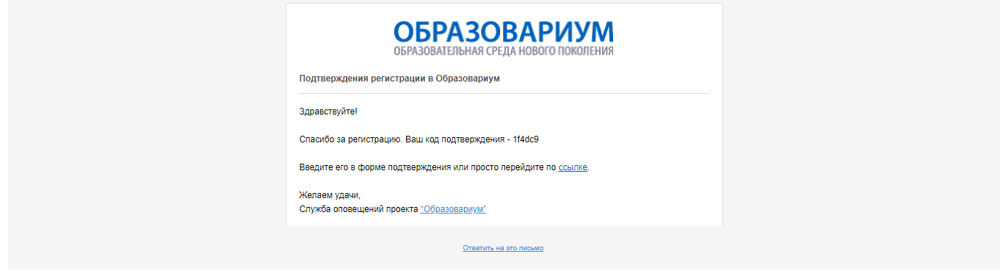 ОБРАЗОВАРИУМ
ОБРАЗОВАТЕЛЬНАЯ СРЕДА НОВОГО ПОКОЛЕНИЯ
Подтверждения регистрации в Образовариум
Здравствуйте!
Спасибо за регистрацию. Ваш код подтверждения - 1f4dc9
Введите его в форме подтверждения или просто перейдите по ссылке.
Желаем удачи,
Служба оповещений проекта “Образовариум”
Ответить на это письмо.